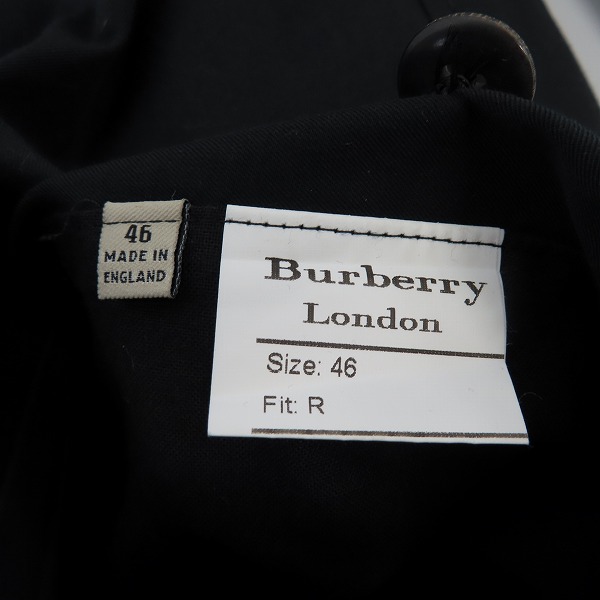 46
MADE IN
ENGLAND
Burberry
London
Size: 46
Fit: R